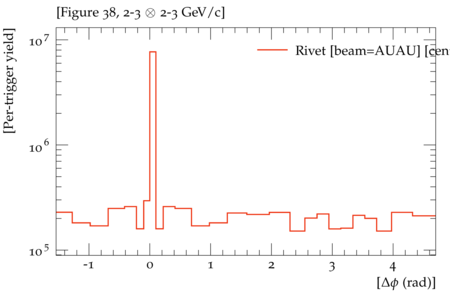 [Figure 38, 2-3 ⊗ 2-3 GeV/c]
[Per-trigger yield]
10⁷
10⁶
10⁵
Rivet [beam=AUAU] [cen
-1 0 1 2 3 4
[Δϕ (rad)]